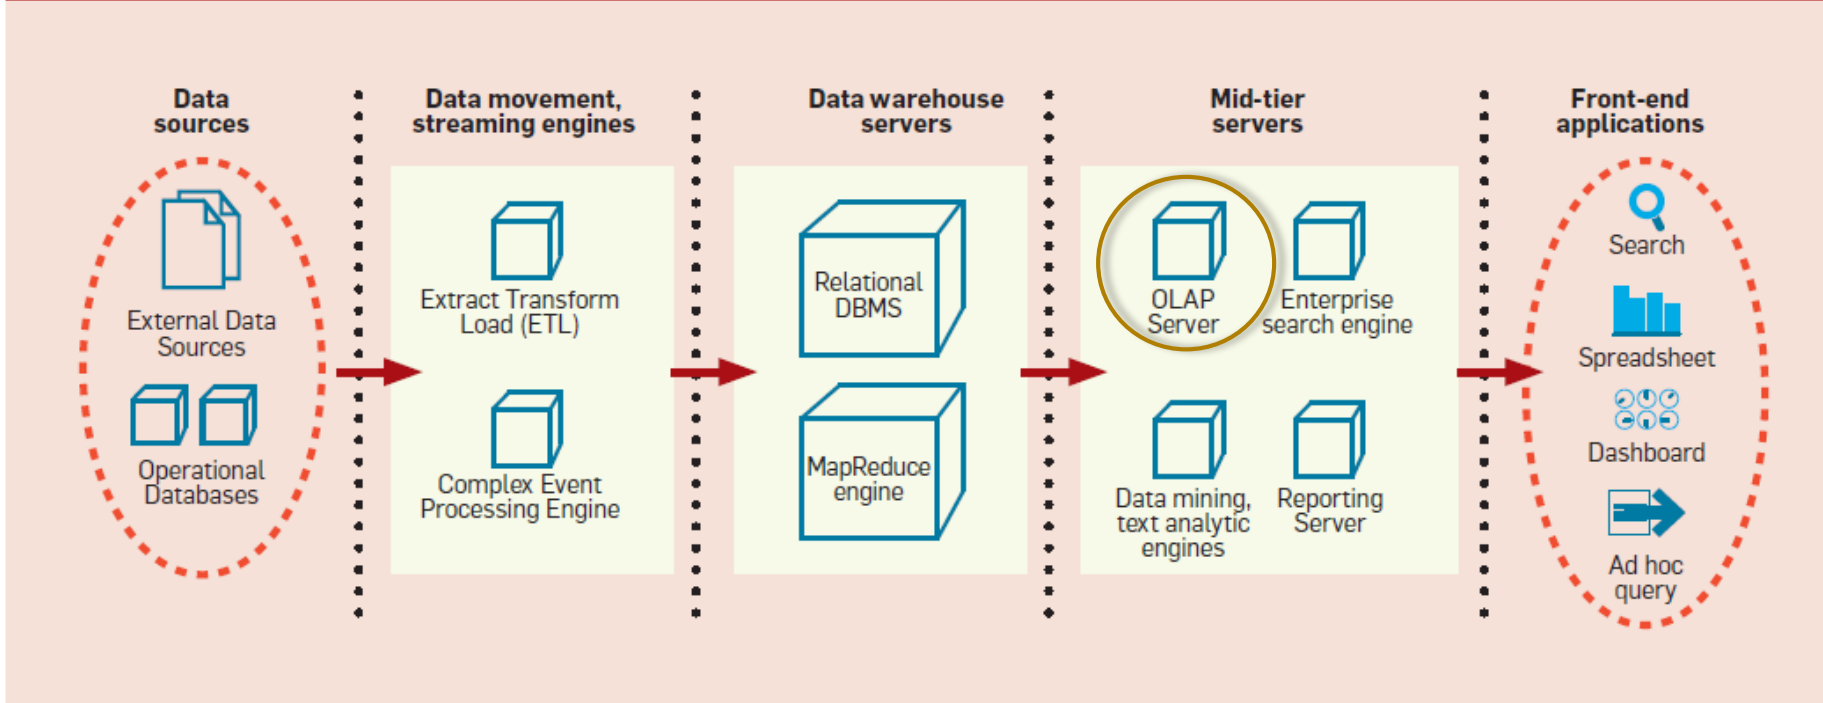 Data
sources
External Data
Sources
Operational
Databases
Data movement,
streaming engines
Extract Transform
Load (ETL)
Complex Event
Processing Engine
Data warehouse
servers
Relational
DBMS
MapReduce
engine
Mid-tier
servers
OLAP
Server
Enterprise
search engine
Data mining,
text analytic
engines
Reporting
Server
Front-end
applications
Search
Spreadsheet
Dashboard
Ad hoc
query